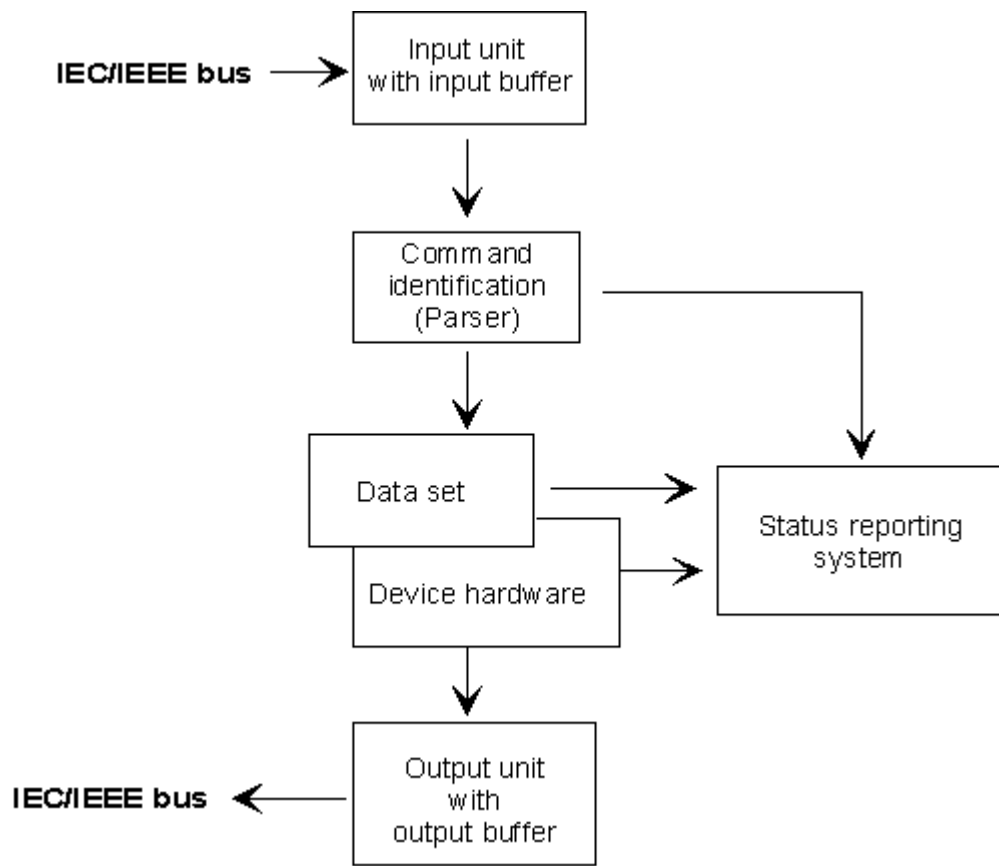 Input unit
with input buffer
IEC/IEEE bus
Command
identification
(Parser)
Data set
Status reporting
system
Device hardware
Output unit
with
output buffer
IEC/IEEE bus